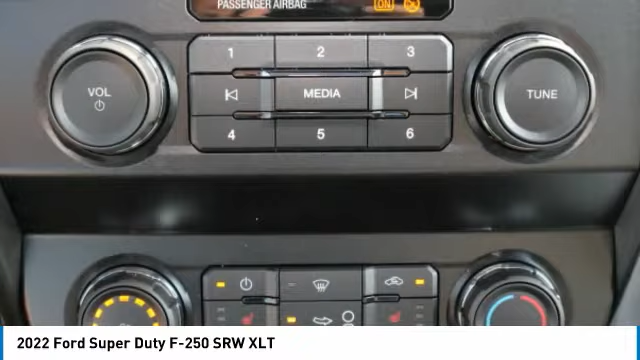 PASSENGER AIRBAG ON
1 2 3
VOL MEDIA TUNE
4 5 6
2022 Ford Super Duty F-250 SRW XLT